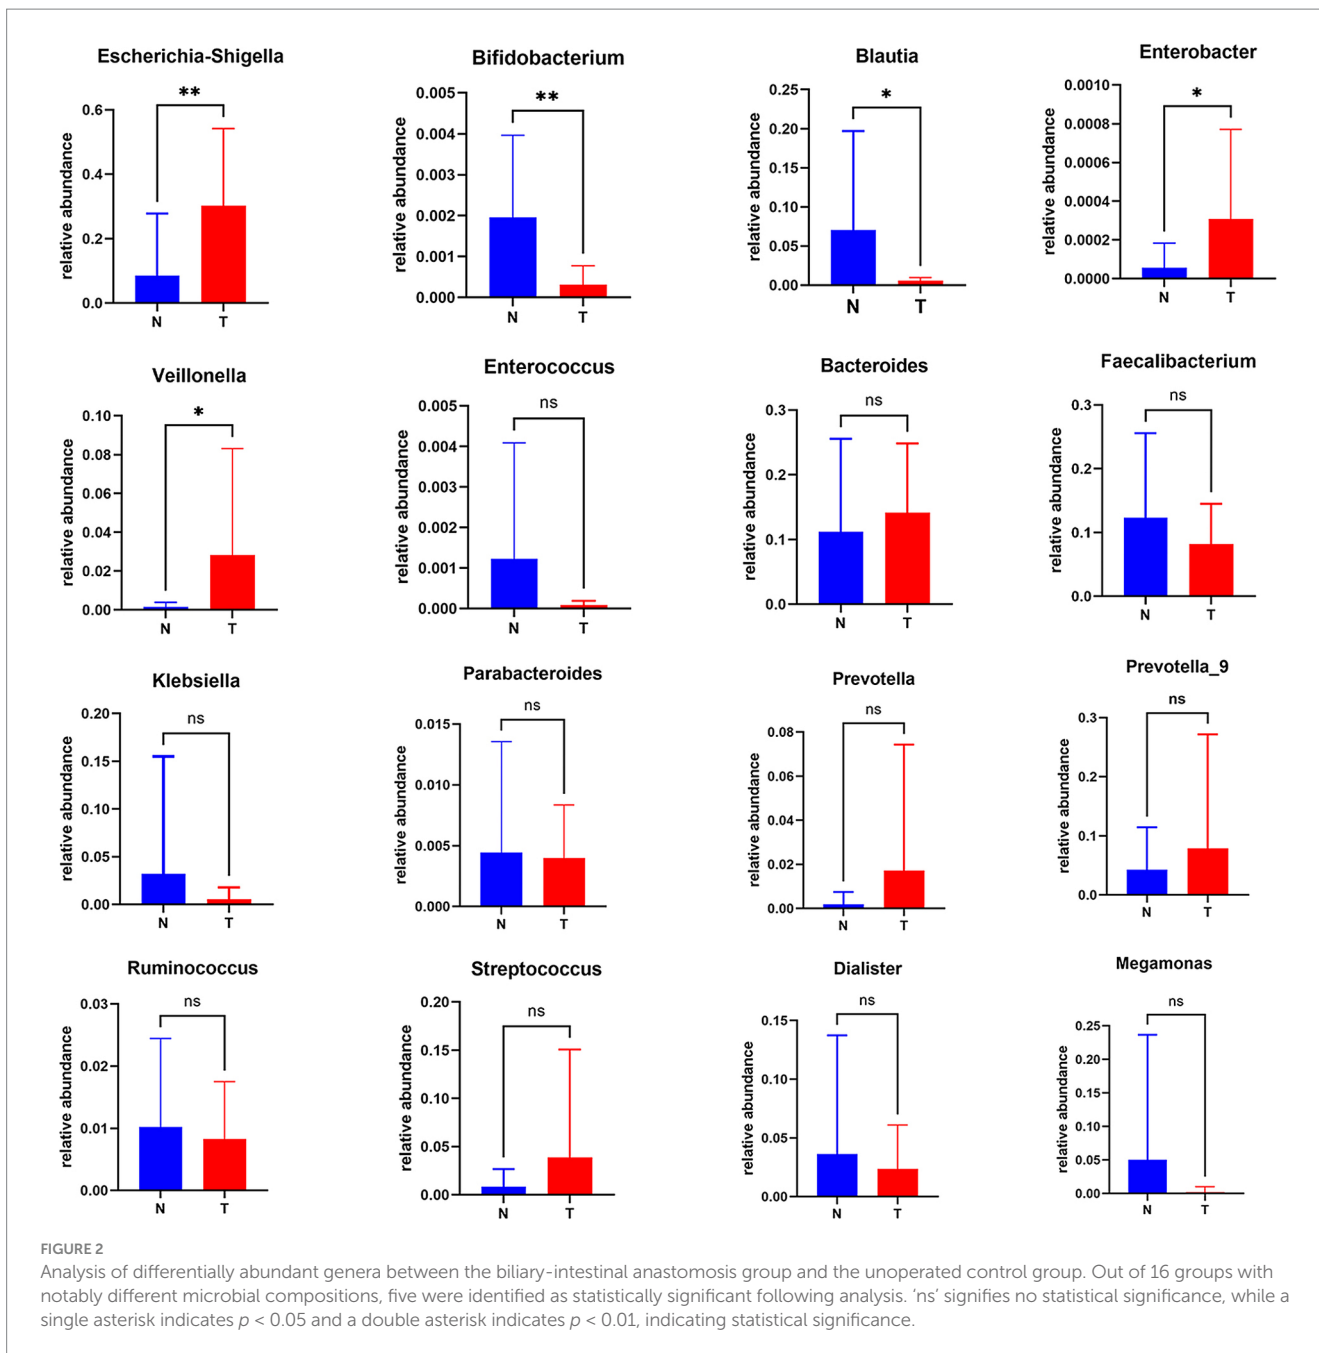 Escherichia-Shigella
**
relative abundance
0.6
0.4
0.2
0.0
N T
Bifidobacterium
**
relative abundance
0.005
0.004
0.003
0.002
0.001
0.000
N T
Blautia
*
relative abundance
0.25
0.20
0.15
0.10
0.05
0.00
N T
Enterobacter
*
relative abundance
0.0010
0.0008
0.0006
0.0004
0.0002
0.0000
N T
Veillonella
*
relative abundance
0.10
0.08
0.06
0.04
0.02
0.00
N T
Enterococcus
ns
relative abundance
0.005
0.004
0.003
0.002
0.001
0.000
N T
Bacteroides
ns
relative abundance
0.3
0.2
0.1
0.0
N T
Faecalibacterium
ns
relative abundance
0.3
0.2
0.1
0.0
N T
Klebsiella
ns
relative abundance
0.20
0.15
0.10
0.05
0.00
N T
Parabacteroides
ns
relative abundance
0.015
0.010
0.005
0.000
N T
Prevotella
ns
relative abundance
0.08
0.06
0.04
0.02
0.00
N T
Prevotella_9
ns
relative abundance
0.3
0.2
0.1
0.0
N T
Ruminococcus
ns
relative abundance
0.03
0.02
0.01
0.00
N T
Streptococcus
ns
relative abundance
0.20
0.15
0.10
0.05
0.00
N T
Dialister
ns
relative abundance
0.15
0.10
0.05
0.00
N T
Megamonas
ns
relative abundance
0.25
0.20
0.15
0.10
0.05
0.00
N T
FIGURE 2
Analysis of differentially abundant genera between the biliary-intestinal anastomosis group and the unoperated control group. Out of 16 groups with
notably different microbial compositions, five were identified as statistically significant following analysis. ‘ns’ signifies no statistical significance, while a
single asterisk indicates p < 0.05 and a double asterisk indicates p < 0.01, indicating statistical significance.